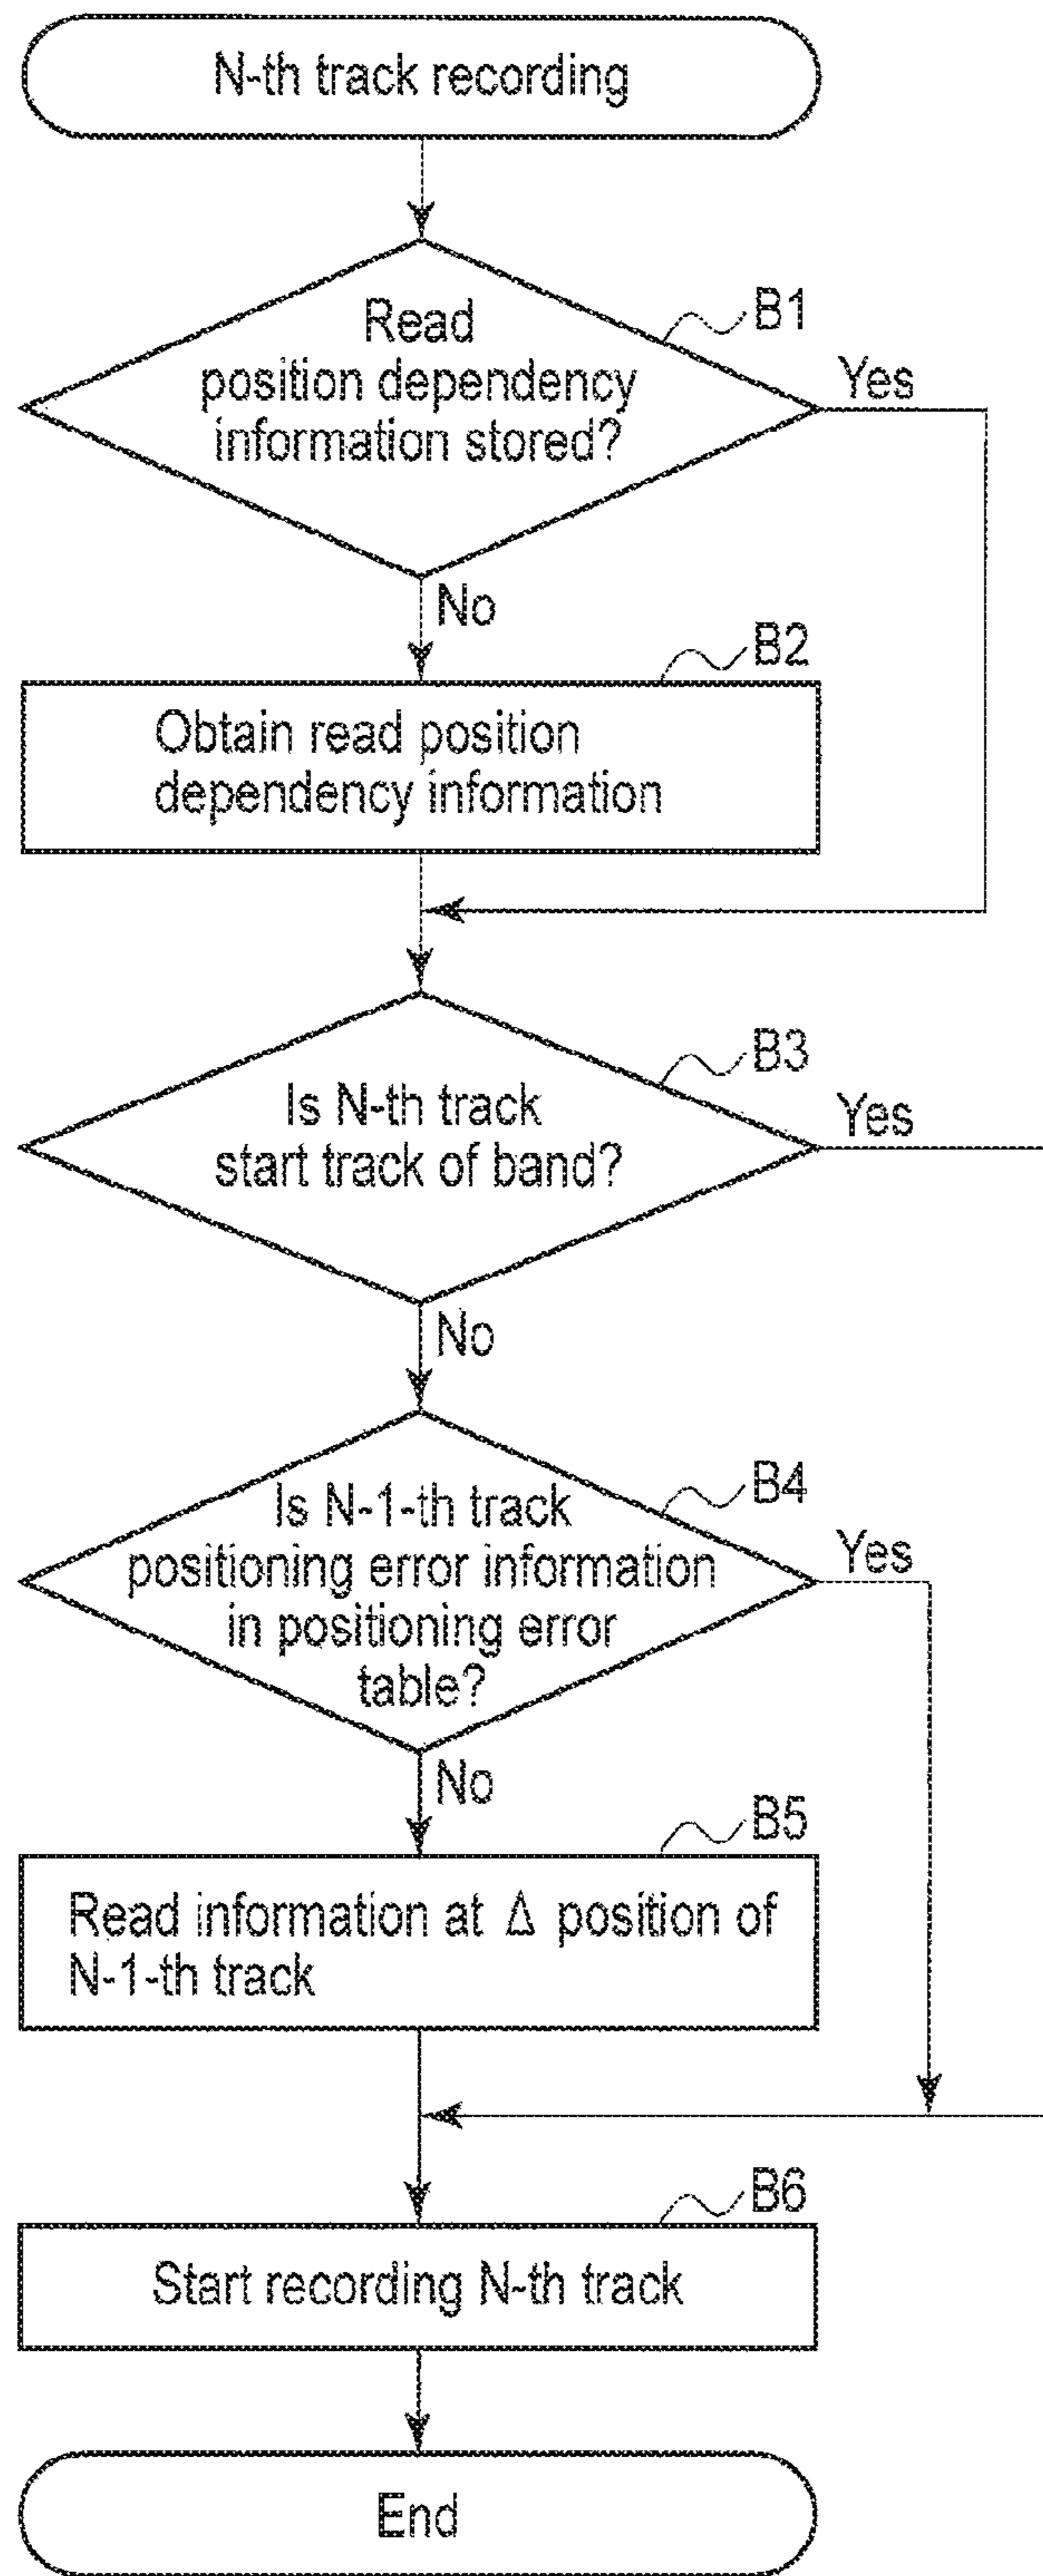 N-th track recording
B1
Read
position dependency
information stored?
Yes
No
B2
Obtain read position
dependency information
B3
Is N-th track
start track of band?
Yes
No
B4
Is N-1-th track
positioning error information
in positioning error
table?
Yes
No
B5
Read information at Δ position of
N-1-th track
B6
Start recording N-th track
End